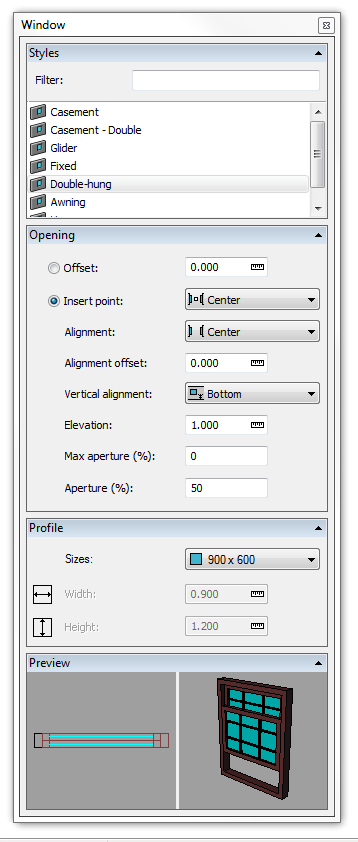 Window
Styles
Filter:
Casement
Casement - Double
Glider
Fixed
Double-hung
Awning
Opening
Offset: 0.000
Insert point: Center
Alignment: Center
Alignment offset: 0.000
Vertical alignment: Bottom
Elevation: 1.000
Max aperture (%): 0
Aperture (%): 50
Profile
Sizes: 900 x 600
Width: 0.900
Height: 1.200
Preview